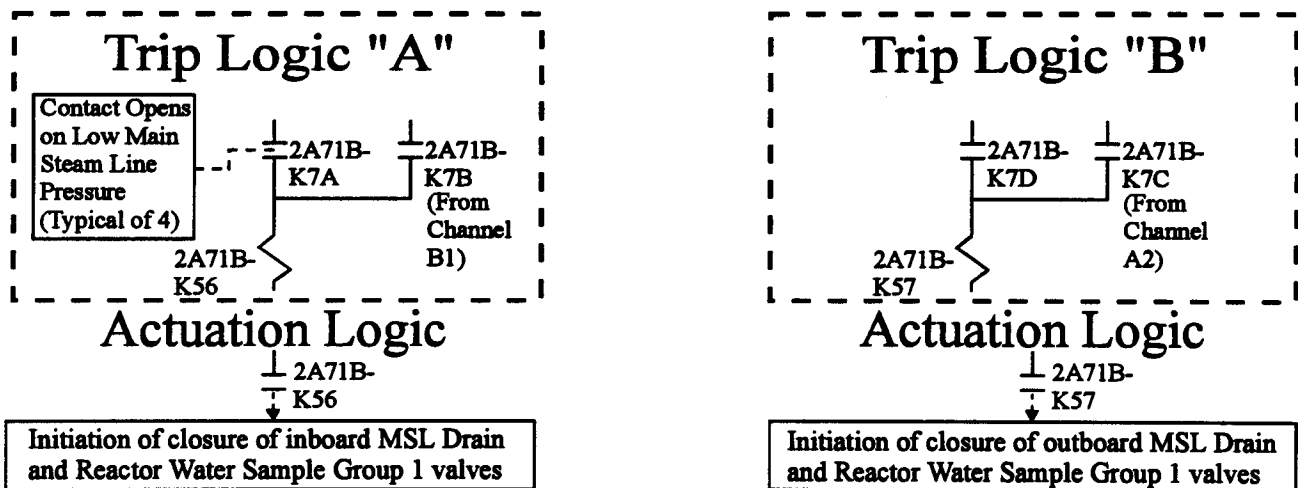 Trip Logic "A"
Contact Opens
on Low Main
Steam Line
Pressure
(Typical of 4)
2A71B-
K7A
2A71B-
K7B
(From
Channel
B1)
2A71B-
K56
Actuation Logic
2A71B-
K56
Initiation of closure of inboard MSL Drain
and Reactor Water Sample Group 1 valves
Trip Logic "B"
2A71B-
K7D
2A71B-
K7C
(From
Channel
A2)
2A71B-
K57
Actuation Logic
2A71B-
K57
Initiation of closure of outboard MSL Drain
and Reactor Water Sample Group 1 valves